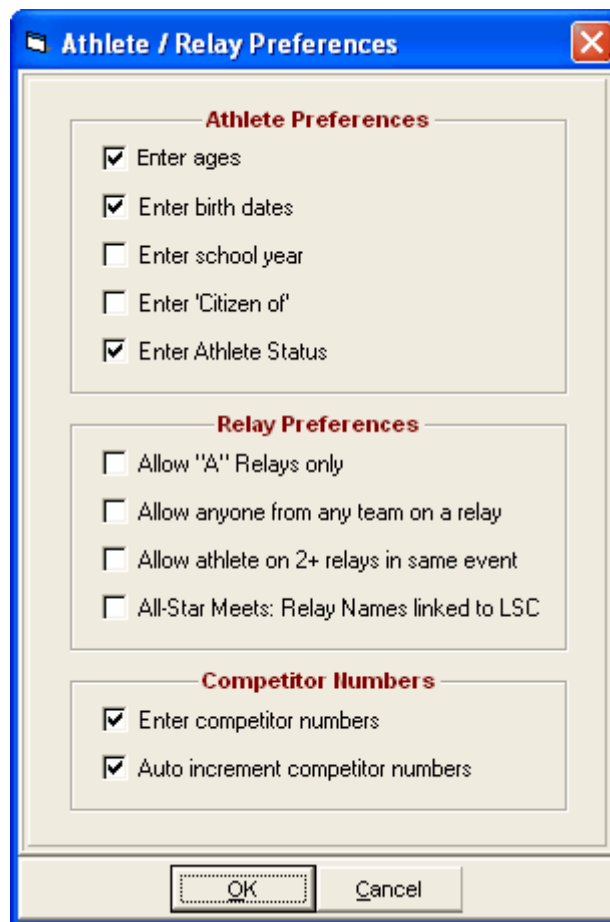 Athlete / Relay Preferences
Athlete Preferences
Enter ages
Enter birth dates
Enter school year
Enter 'Citizen of'
Enter Athlete Status
Relay Preferences
Allow "A" Relays only
Allow anyone from any team on a relay
Allow athlete on 2+ relays in same event
All-Star Meets: Relay Names linked to LSC
Competitor Numbers
Enter competitor numbers
Auto increment competitor numbers
OK Cancel